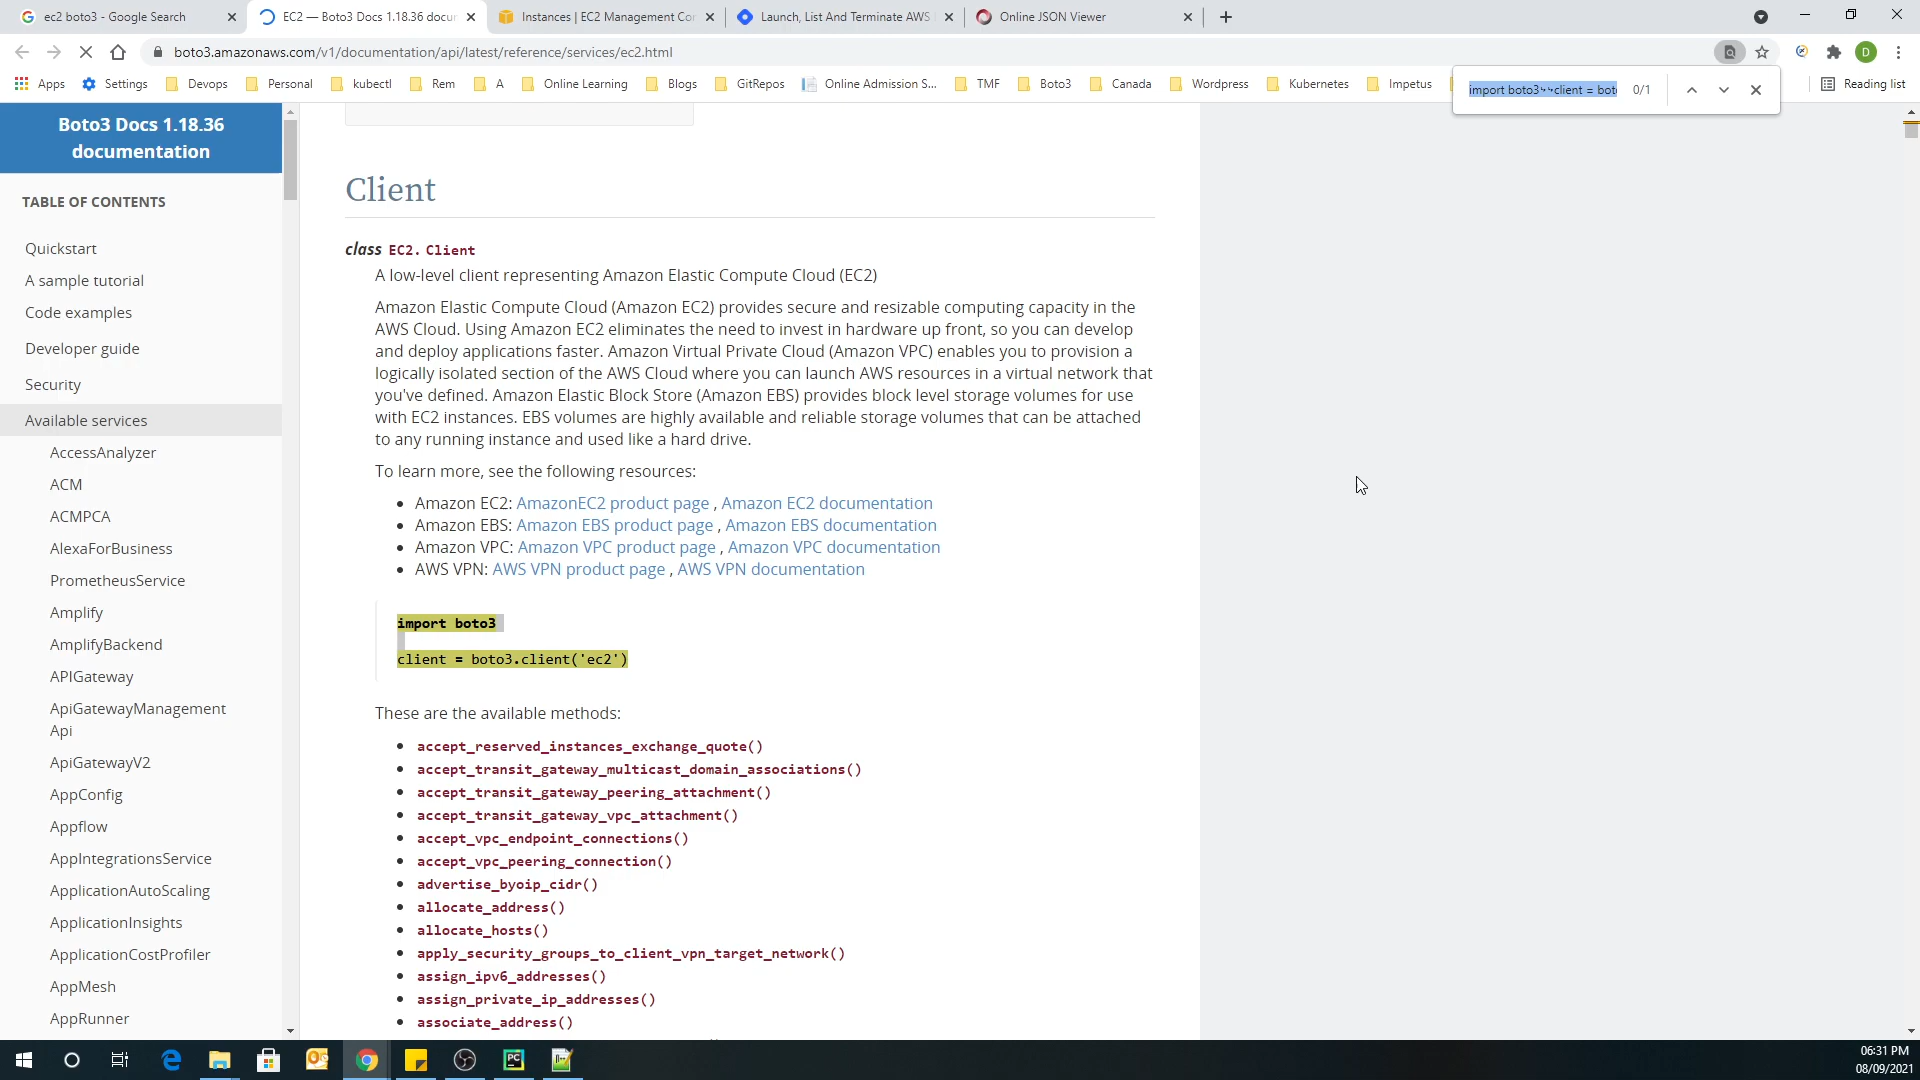 ec2 boto3 - Google Search
EC2 — Boto3 Docs 1.18.36 docu
Instances | EC2 Management Co
Launch, List And Terminate AWS
Online JSON Viewer
boto3.amazonaws.com/v1/documentation/api/latest/reference/services/ec2.html
D
Apps
Settings
Devops
Personal
kubectl
Rem
A
Online Learning
Blogs
GitRepos
Online Admission S...
TMF
Boto3
Canada
Wordpress
Kubernetes
Impetus
Reading list
import boto3↵↵client = bot
0/1
Boto3 Docs 1.18.36
documentation
TABLE OF CONTENTS
Quickstart
A sample tutorial
Code examples
Developer guide
Security
Available services
AccessAnalyzer
ACM
ACMPCA
AlexaForBusiness
PrometheusService
Amplify
AmplifyBackend
APIGateway
ApiGatewayManagement
Api
ApiGatewayV2
AppConfig
Appflow
AppIntegrationsService
ApplicationAutoScaling
ApplicationInsights
ApplicationCostProfiler
AppMesh
AppRunner
Client
class EC2.Client
A low-level client representing Amazon Elastic Compute Cloud (EC2)
Amazon Elastic Compute Cloud (Amazon EC2) provides secure and resizable computing capacity in the
AWS Cloud. Using Amazon EC2 eliminates the need to invest in hardware up front, so you can develop
and deploy applications faster. Amazon Virtual Private Cloud (Amazon VPC) enables you to provision a
logically isolated section of the AWS Cloud where you can launch AWS resources in a virtual network that
you've defined. Amazon Elastic Block Store (Amazon EBS) provides block level storage volumes for use
with EC2 instances. EBS volumes are highly available and reliable storage volumes that can be attached
to any running instance and used like a hard drive.
To learn more, see the following resources:
• Amazon EC2: AmazonEC2 product page , Amazon EC2 documentation
• Amazon EBS: Amazon EBS product page , Amazon EBS documentation
• Amazon VPC: Amazon VPC product page , Amazon VPC documentation
• AWS VPN: AWS VPN product page , AWS VPN documentation
import boto3
client = boto3.client('ec2')
These are the available methods:
• accept_reserved_instances_exchange_quote()
• accept_transit_gateway_multicast_domain_associations()
• accept_transit_gateway_peering_attachment()
• accept_transit_gateway_vpc_attachment()
• accept_vpc_endpoint_connections()
• accept_vpc_peering_connection()
• advertise_byoip_cidr()
• allocate_address()
• allocate_hosts()
• apply_security_groups_to_client_vpn_target_network()
• assign_ipv6_addresses()
• assign_private_ip_addresses()
• associate_address()
06:31 PM
08/09/2021